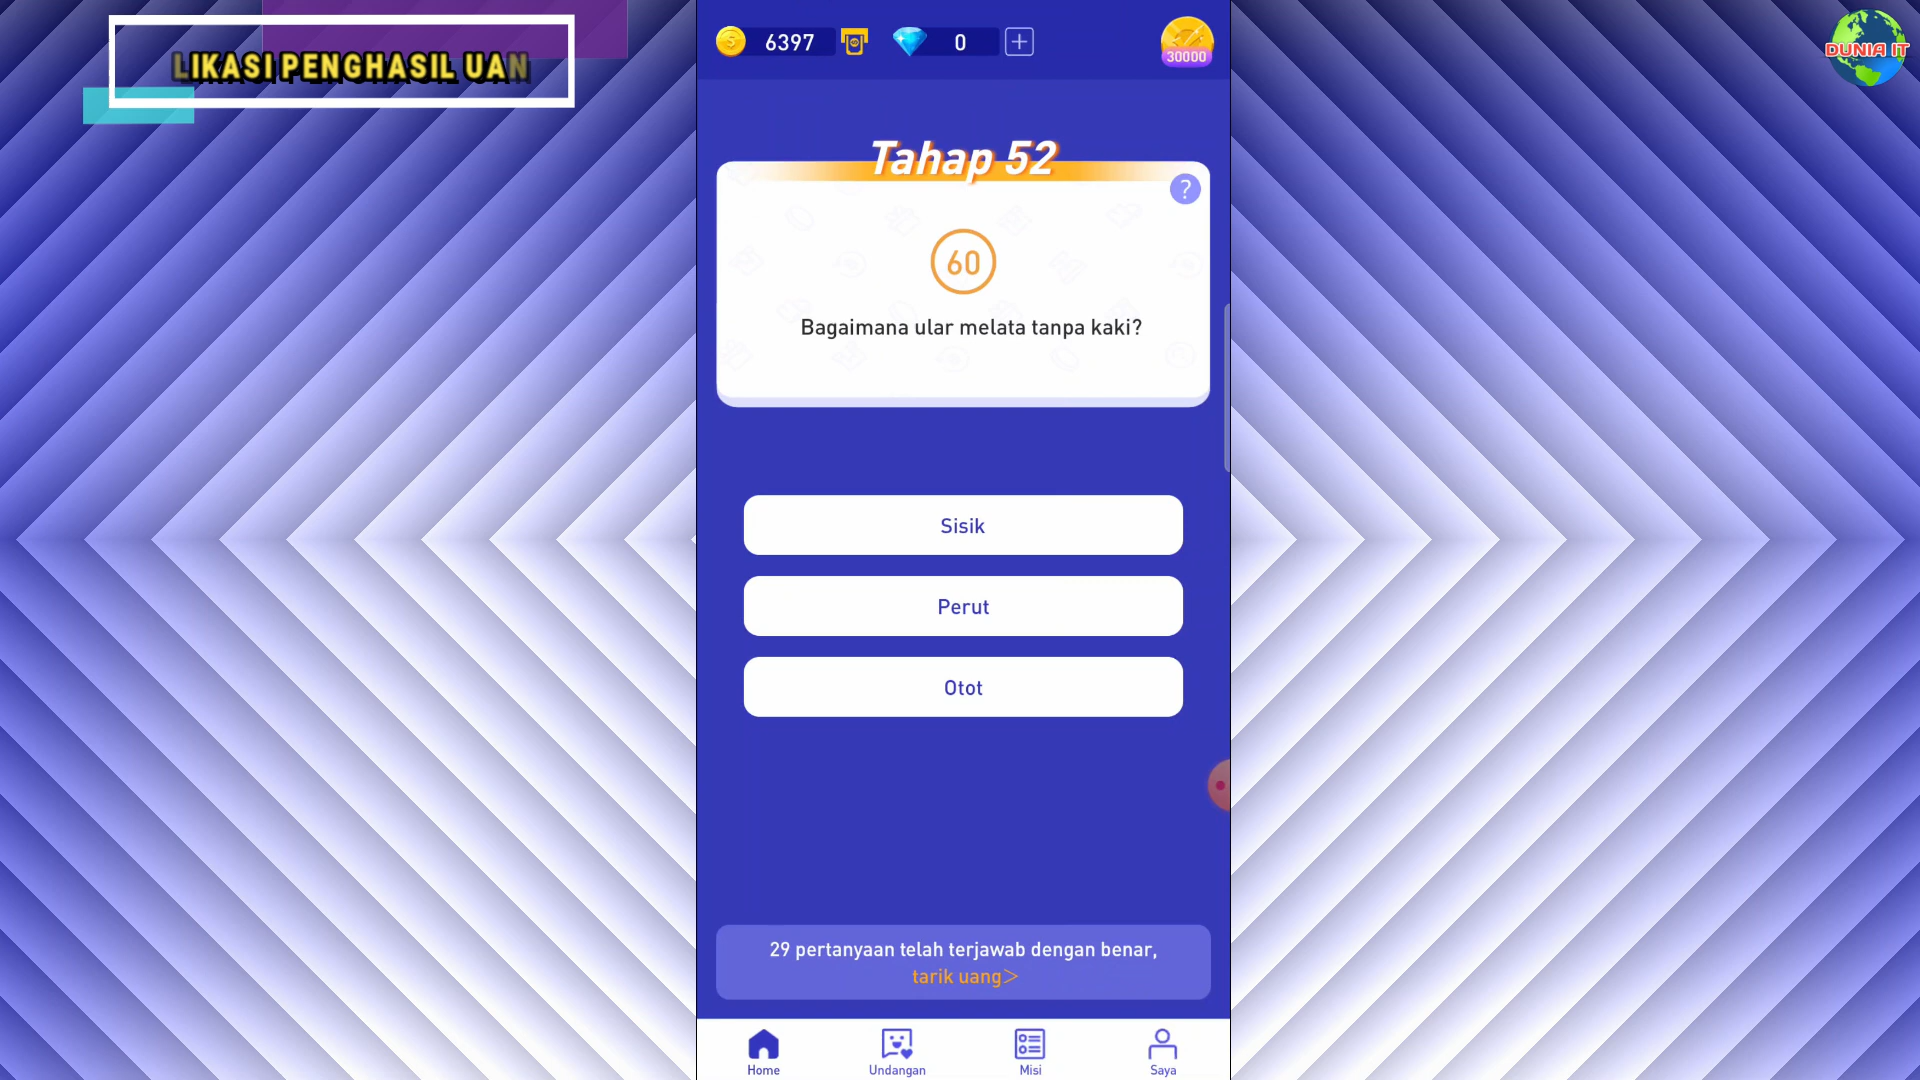 LIKASI PENGHASIL UAN
6397
0
30000
DUNIA IT
Tahap 52
?
60
Bagaimana ular melata tanpa kaki?
Sisik
Perut
Otot
29 pertanyaan telah terjawab dengan benar,
tarik uang>
Home
Undangan
Misi
Saya